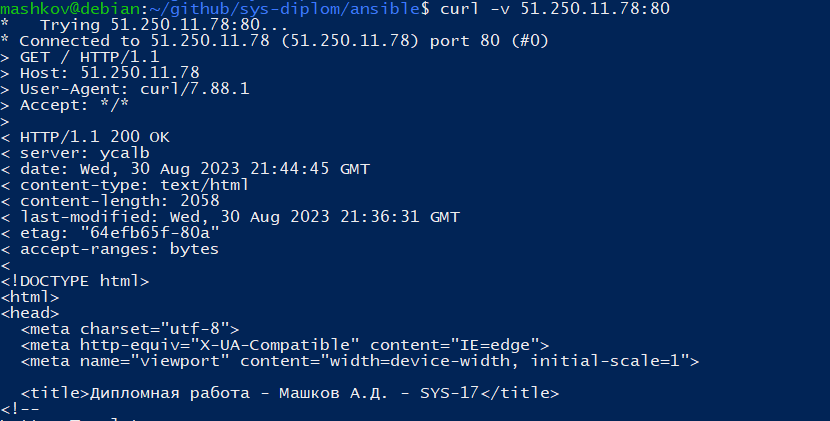 mashkov@debian:~/github/sys-diplom/ansible$ curl -v 51.250.11.78:80
*   Trying 51.250.11.78:80...
* Connected to 51.250.11.78 (51.250.11.78) port 80 (#0)
> GET / HTTP/1.1
> Host: 51.250.11.78
> User-Agent: curl/7.88.1
> Accept: */*
>
< HTTP/1.1 200 OK
< server: ycalb
< date: Wed, 30 Aug 2023 21:44:45 GMT
< content-type: text/html
< content-length: 2058
< last-modified: Wed, 30 Aug 2023 21:36:31 GMT
< etag: "64efb65f-80a"
< accept-ranges: bytes
<
<!DOCTYPE html>
<html>
<head>
  <meta charset="utf-8">
  <meta http-equiv="X-UA-Compatible" content="IE=edge">
  <meta name="viewport" content="width=device-width, initial-scale=1">
  <title>Дипломная работа - Машков А.Д. - SYS-17</title>
<!--